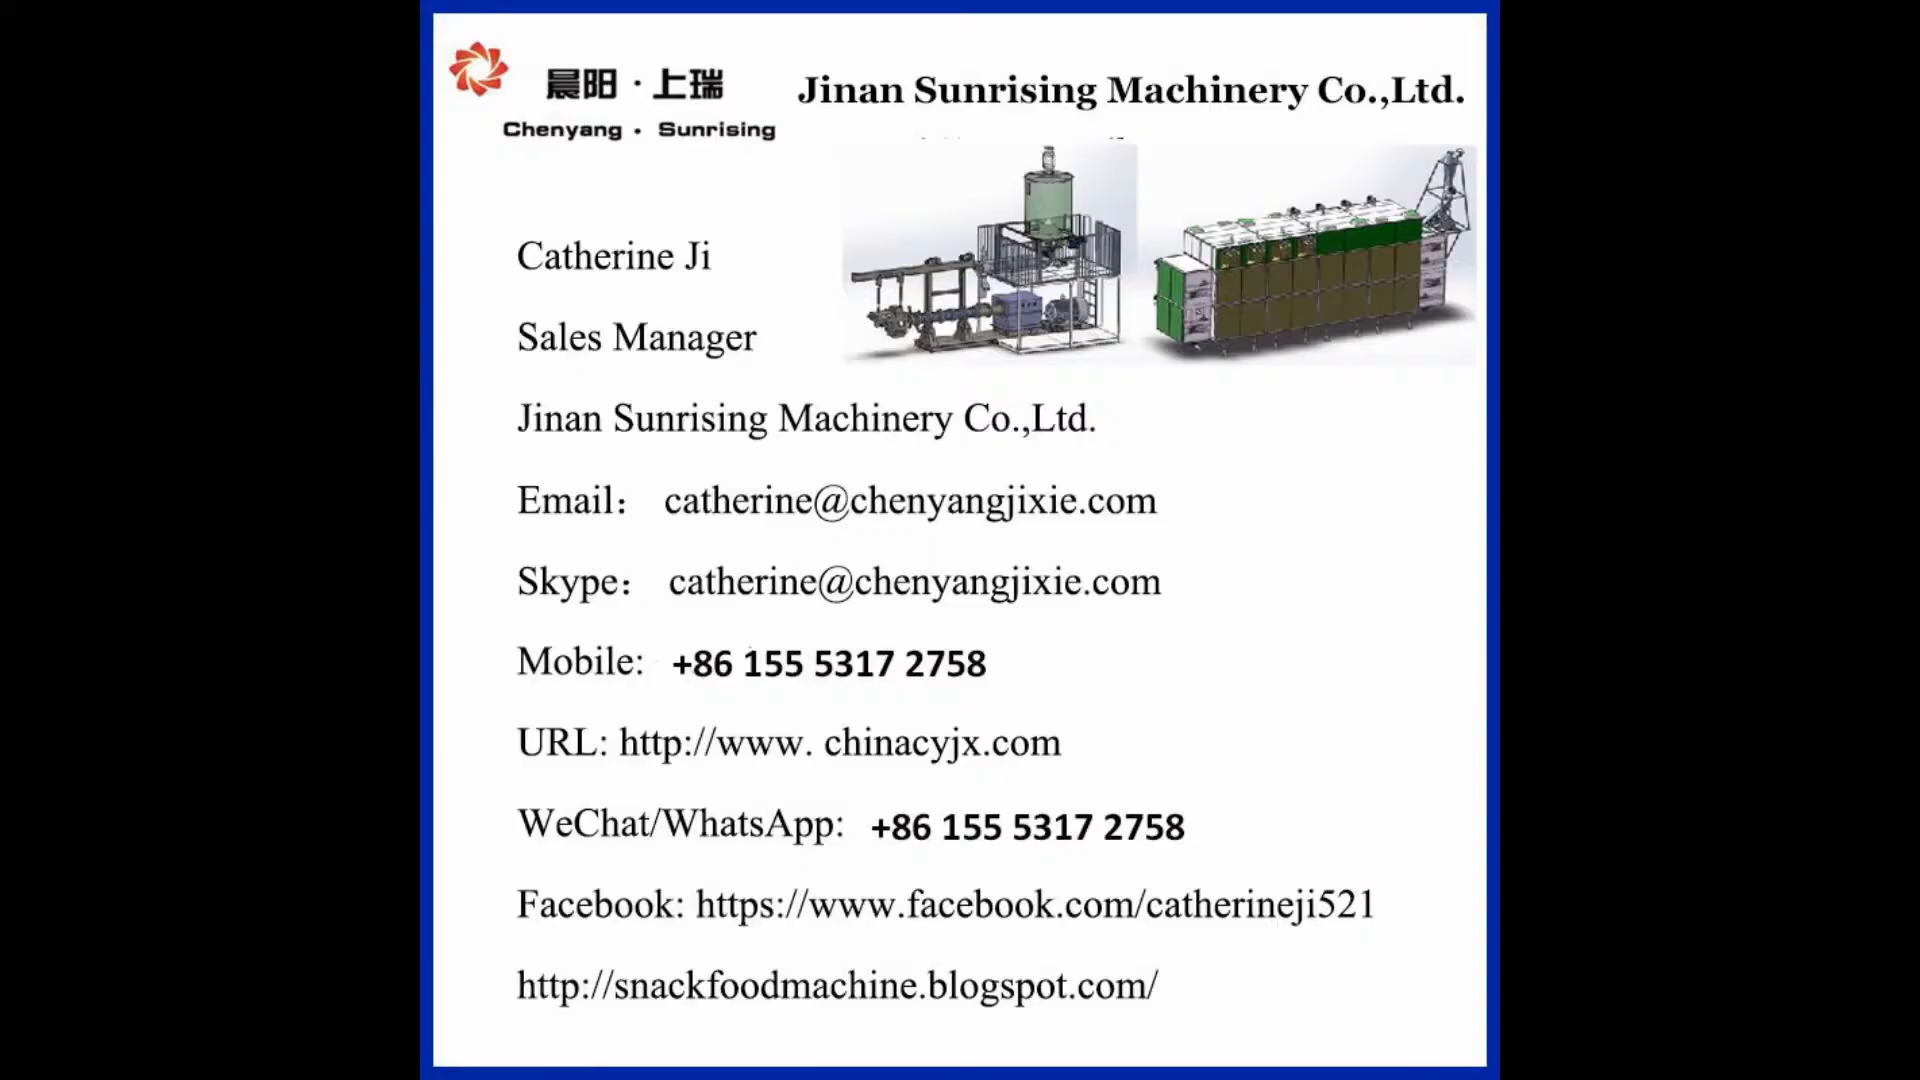 晨阳·上瑞
Chenyang · Sunrising
Jinan Sunrising Machinery Co.,Ltd.
Catherine Ji
Sales Manager
Jinan Sunrising Machinery Co.,Ltd.
Email： catherine@chenyangjixie.com
Skype： catherine@chenyangjixie.com
Mobile: +86 155 5317 2758
URL: http://www. chinacyjx.com
WeChat/WhatsApp: +86 155 5317 2758
Facebook: https://www.facebook.com/catherineji521
http://snackfoodmachine.blogspot.com/